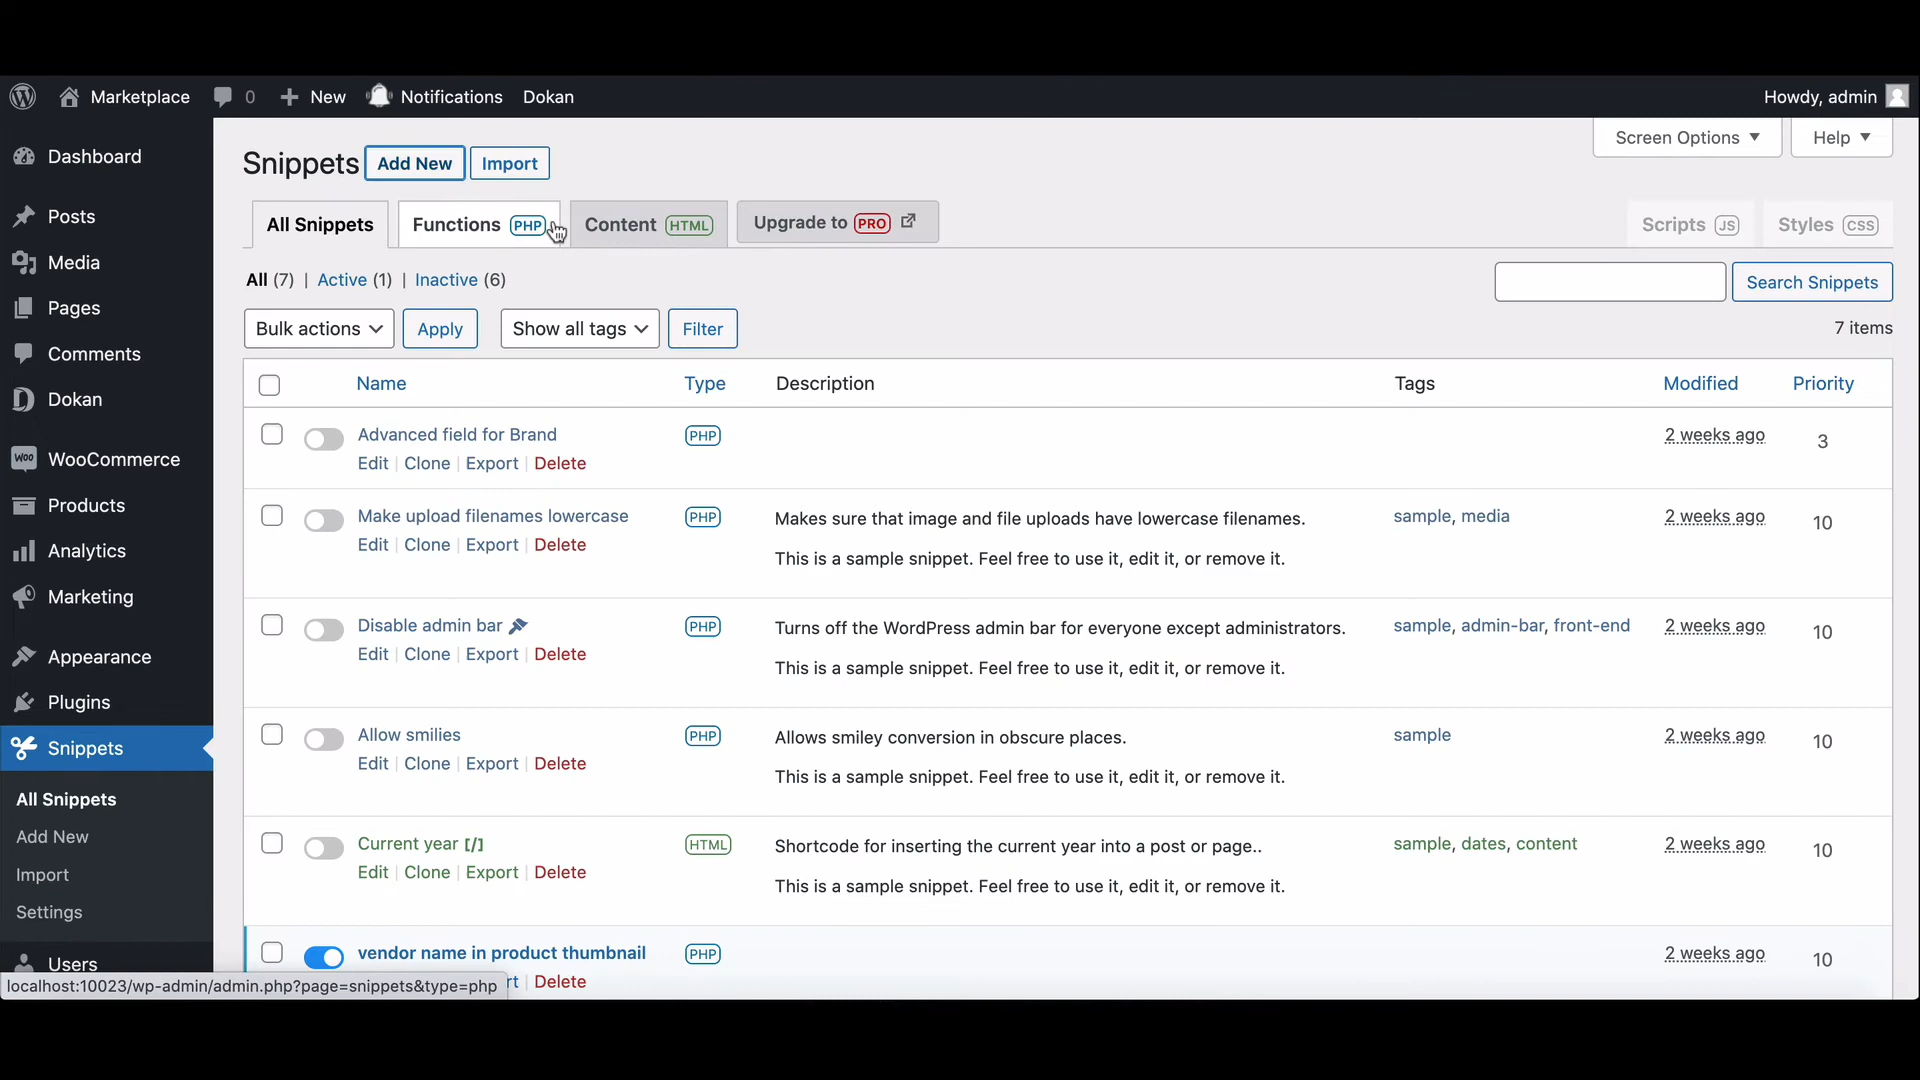 Marketplace 0 New Notifications Dokan Howdy, admin
Screen Options Help
Dashboard
Posts
Media
Pages
Comments
Dokan
WOO WooCommerce
Products
Analytics
Marketing
Appearance
Plugins
Snippets
All Snippets
Add New
Import
Settings
Users
Snippets Add New Import
All Snippets Functions PHP Content HTML Upgrade to PRO Scripts JS Styles CSS
All (7) | Active (1) | Inactive (6)
Search Snippets
Bulk actions Apply Show all tags Filter 7 items
Name Type Description Tags Modified Priority
Advanced field for Brand PHP 2 weeks ago 3
Edit | Clone | Export | Delete
Make upload filenames lowercase PHP Makes sure that image and file uploads have lowercase filenames. sample, media 2 weeks ago 10
Edit | Clone | Export | Delete
This is a sample snippet. Feel free to use it, edit it, or remove it.
Disable admin bar PHP Turns off the WordPress admin bar for everyone except administrators. sample, admin-bar, front-end 2 weeks ago 10
Edit | Clone | Export | Delete
This is a sample snippet. Feel free to use it, edit it, or remove it.
Allow smilies PHP Allows smiley conversion in obscure places. sample 2 weeks ago 10
Edit | Clone | Export | Delete
This is a sample snippet. Feel free to use it, edit it, or remove it.
Current year [/] HTML Shortcode for inserting the current year into a post or page.. sample, dates, content 2 weeks ago 10
Edit | Clone | Export | Delete
This is a sample snippet. Feel free to use it, edit it, or remove it.
vendor name in product thumbnail PHP 2 weeks ago 10
rt | Delete
localhost:10023/wp-admin/admin.php?page=snippets&type=php